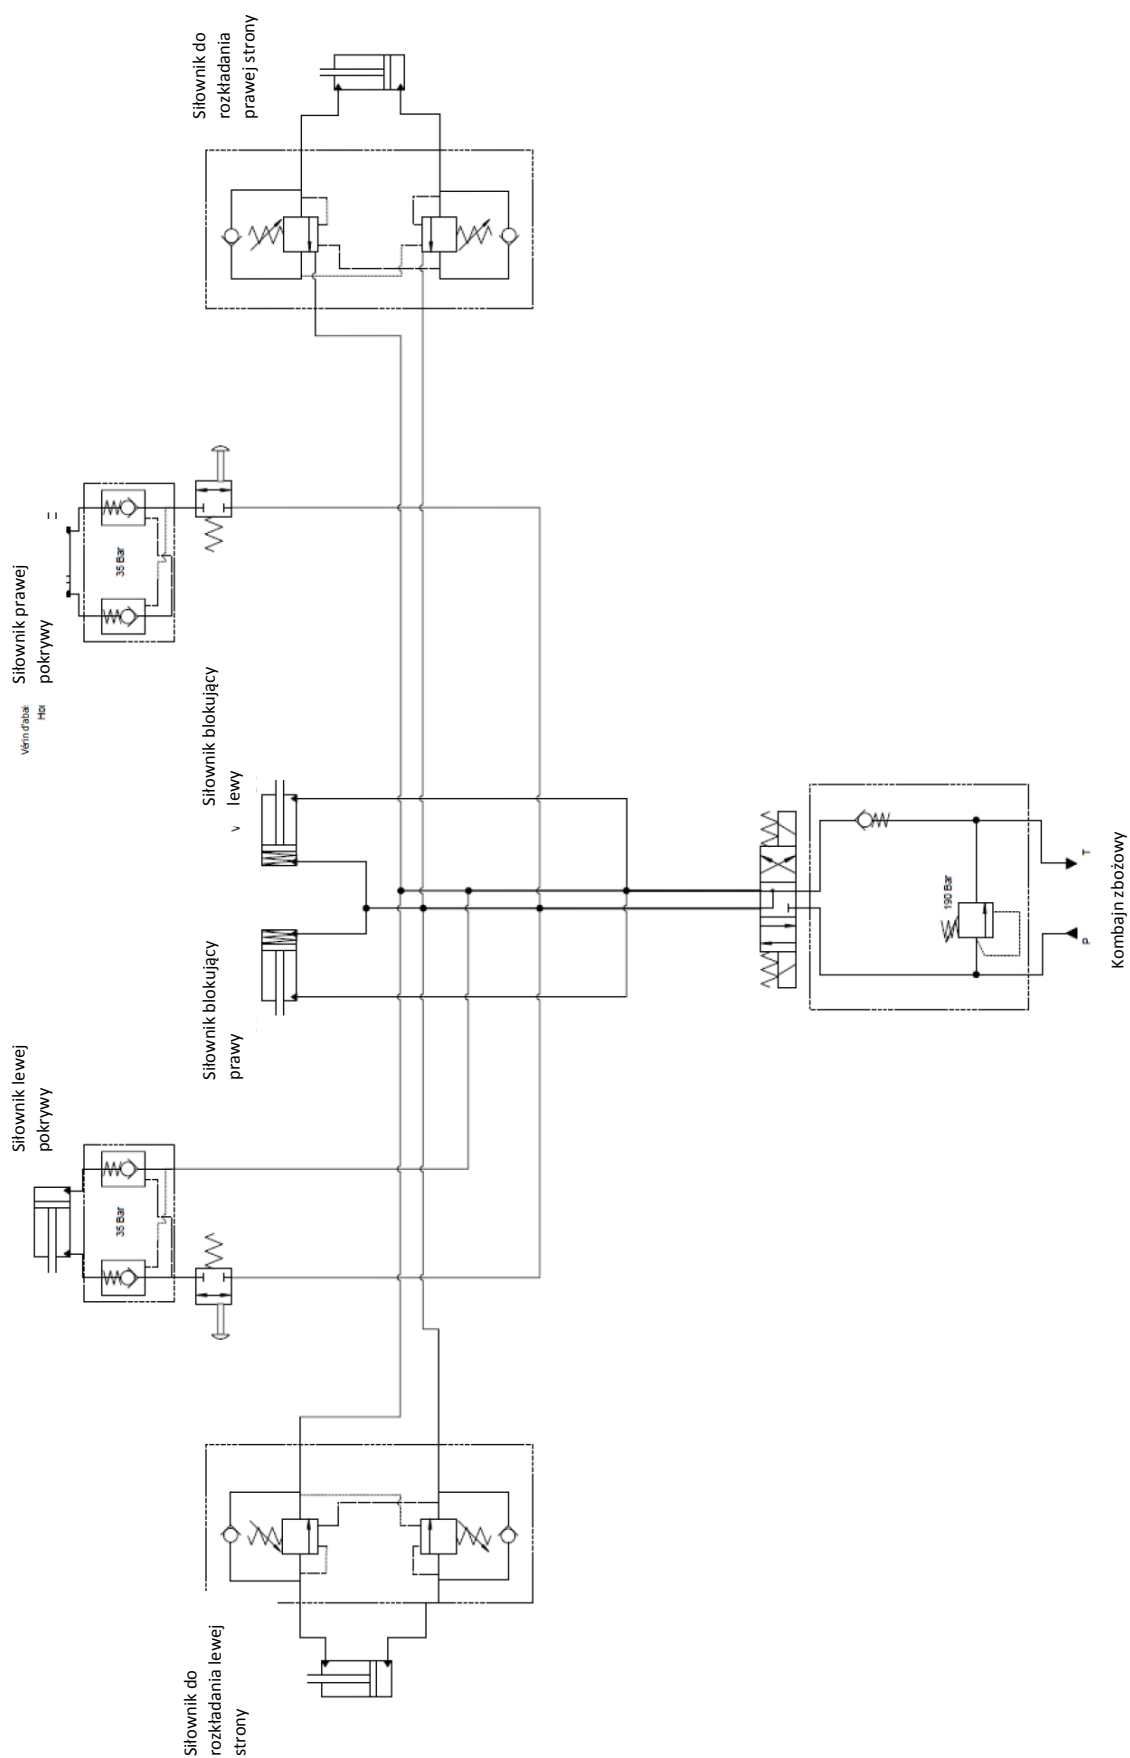 Siłownik do
rozkładania
prawej strony
35 Bar
Siłownik prawej
pokrywy
Vérin d'abai
Siłownik blokujący
lewy
v
190 Bar
T
P
Kombajn zbożowy
Siłownik blokujący
prawy
Siłownik lewej
pokrywy
35 Bar
Siłownik do
rozkładania lewej
strony